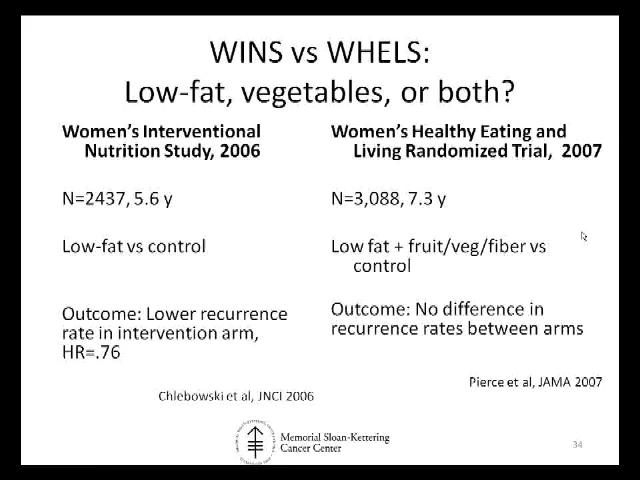 WINS vs WHELS:
Low-fat, vegetables, or both?
Women's Interventional
Nutrition Study, 2006
N=2437, 5.6 y
Low-fat vs control
Outcome: Lower recurrence
rate in intervention arm,
HR=.76
Chlebowski et al, JNCI 2006
Women's Healthy Eating and
Living Randomized Trial, 2007
N=3,088, 7.3 y
Low fat + fruit/veg/fiber vs
control
Outcome: No difference in
recurrence rates between arms
Pierce et al, JAMA 2007
Memorial Sloan-Kettering
Cancer Center
34